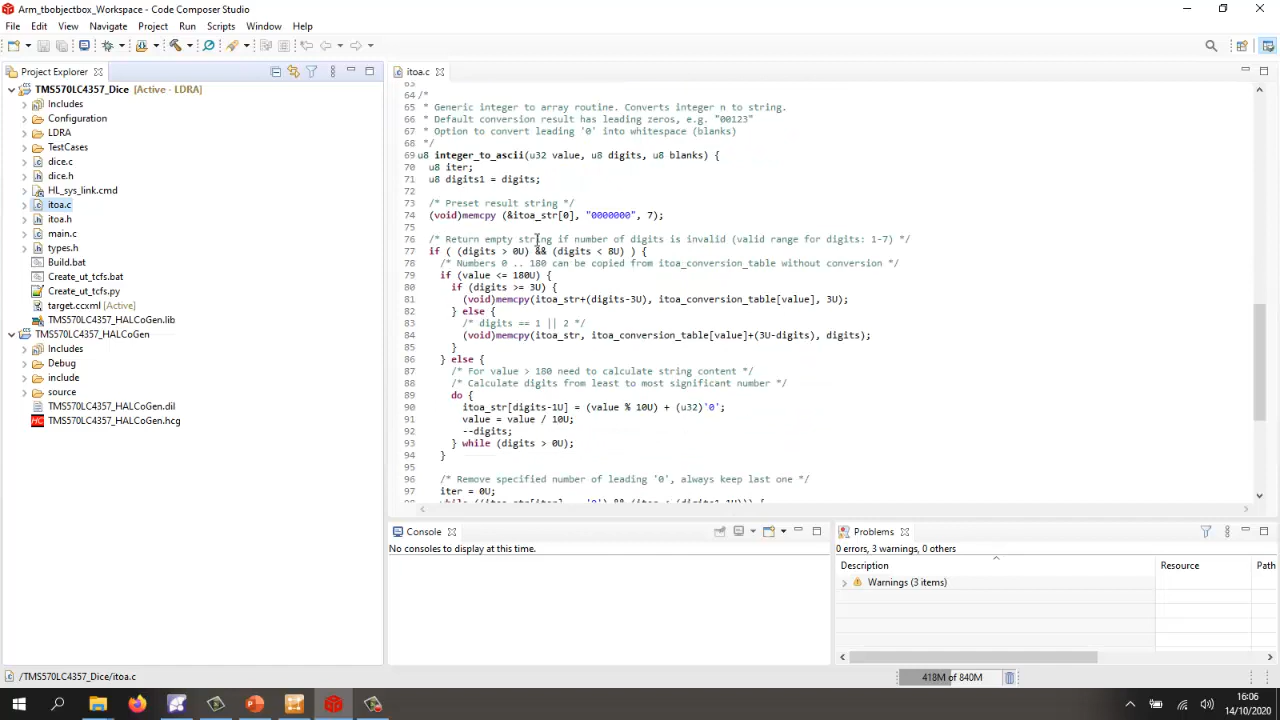 Arm_tbobjectbox_Workspace - Code Composer Studio
File Edit View Navigate Project Run Scripts Window Help
Project Explorer
TMS570LC4357_Dice [Active - LDRA]
Includes
Configuration
LDRA
TestCases
dice.c
dice.h
HL_sys_link.cmd
itoa.c
itoa.h
main.c
types.h
Build.bat
Create_ut_tcfs.bat
Create_ut_tcfs.py
target.ccxml [Active]
TMS570LC4357_HALCoGen.lib
TMS570LC4357_HALCoGen
Includes
Debug
include
source
TMS570LC4357_HALCoGen.dil
TMS570LC4357_HALCoGen.hcg
itoa.c
63
64 /*
65 * Generic integer to array routine. Converts integer n to string.
66 * Default conversion result has leading zeros, e.g. "00123"
67 * Option to convert leading '0' into whitespace (blanks)
68 */
69 u8 integer_to_ascii(u32 value, u8 digits, u8 blanks) {
70 u8 iter;
71 u8 digits1 = digits;
72
73 /* Preset result string */
74 (void)memcpy (&itoa_str[0], "0000000", 7);
75
76 /* Return empty string if number of digits is invalid (valid range for digits: 1-7) */
77 if ( (digits > 0U) && (digits < 8U) ) {
78 /* Numbers 0 .. 180 can be copied from itoa_conversion_table without conversion */
79 if (value <= 180U) {
80 if (digits >= 3U) {
81 (void)memcpy(itoa_str+(digits-3U), itoa_conversion_table[value], 3U);
82 } else {
83 /* digits == 1 || 2 */
84 (void)memcpy(itoa_str, itoa_conversion_table[value]+(3U-digits), digits);
85 }
86 } else {
87 /* For value > 180 need to calculate string content */
88 /* Calculate digits from least to most significant number */
89 do {
90 itoa_str[digits-1U] = (value % 10U) + (u32)'0';
91 value = value / 10U;
92 --digits;
93 } while (digits > 0U);
94 }
95
96 /* Remove specified number of leading '0', always keep last one */
97 iter = 0U;
98 while ((itoa_str[iter] == '0') && (iter < (digits1-1U))) {
Console
No consoles to display at this time.
Problems
0 errors, 3 warnings, 0 others
Description Resource Path
Warnings (3 items)
/TMS570LC4357_Dice/itoa.c
418M of 840M
16:06
14/10/2020